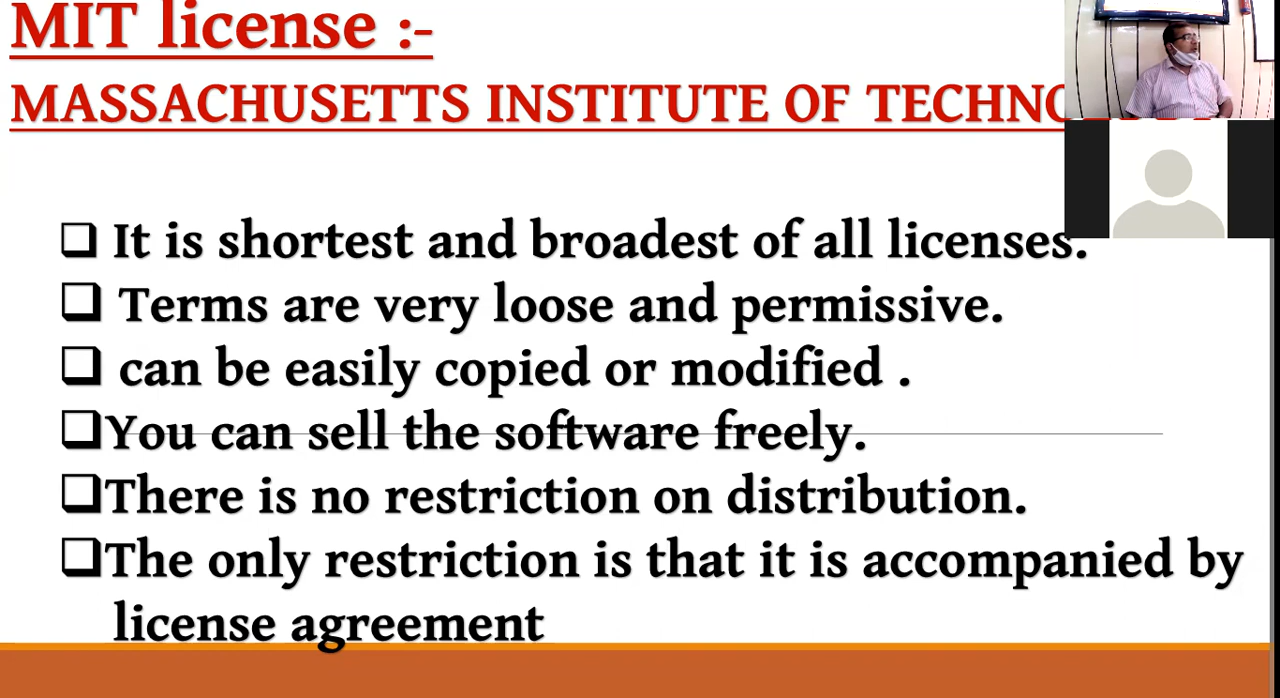 MIT license :-
MASSACHUSETTS INSTITUTE OF
❑ It is shortest and broadest of all licenses.
❑ Terms are very loose and permissive.
❑ can be easily copied or modified .
❑You can sell the software freely.
❑There is no restriction on distribution.
❑The only restriction is that it is accompanied by
license agreement